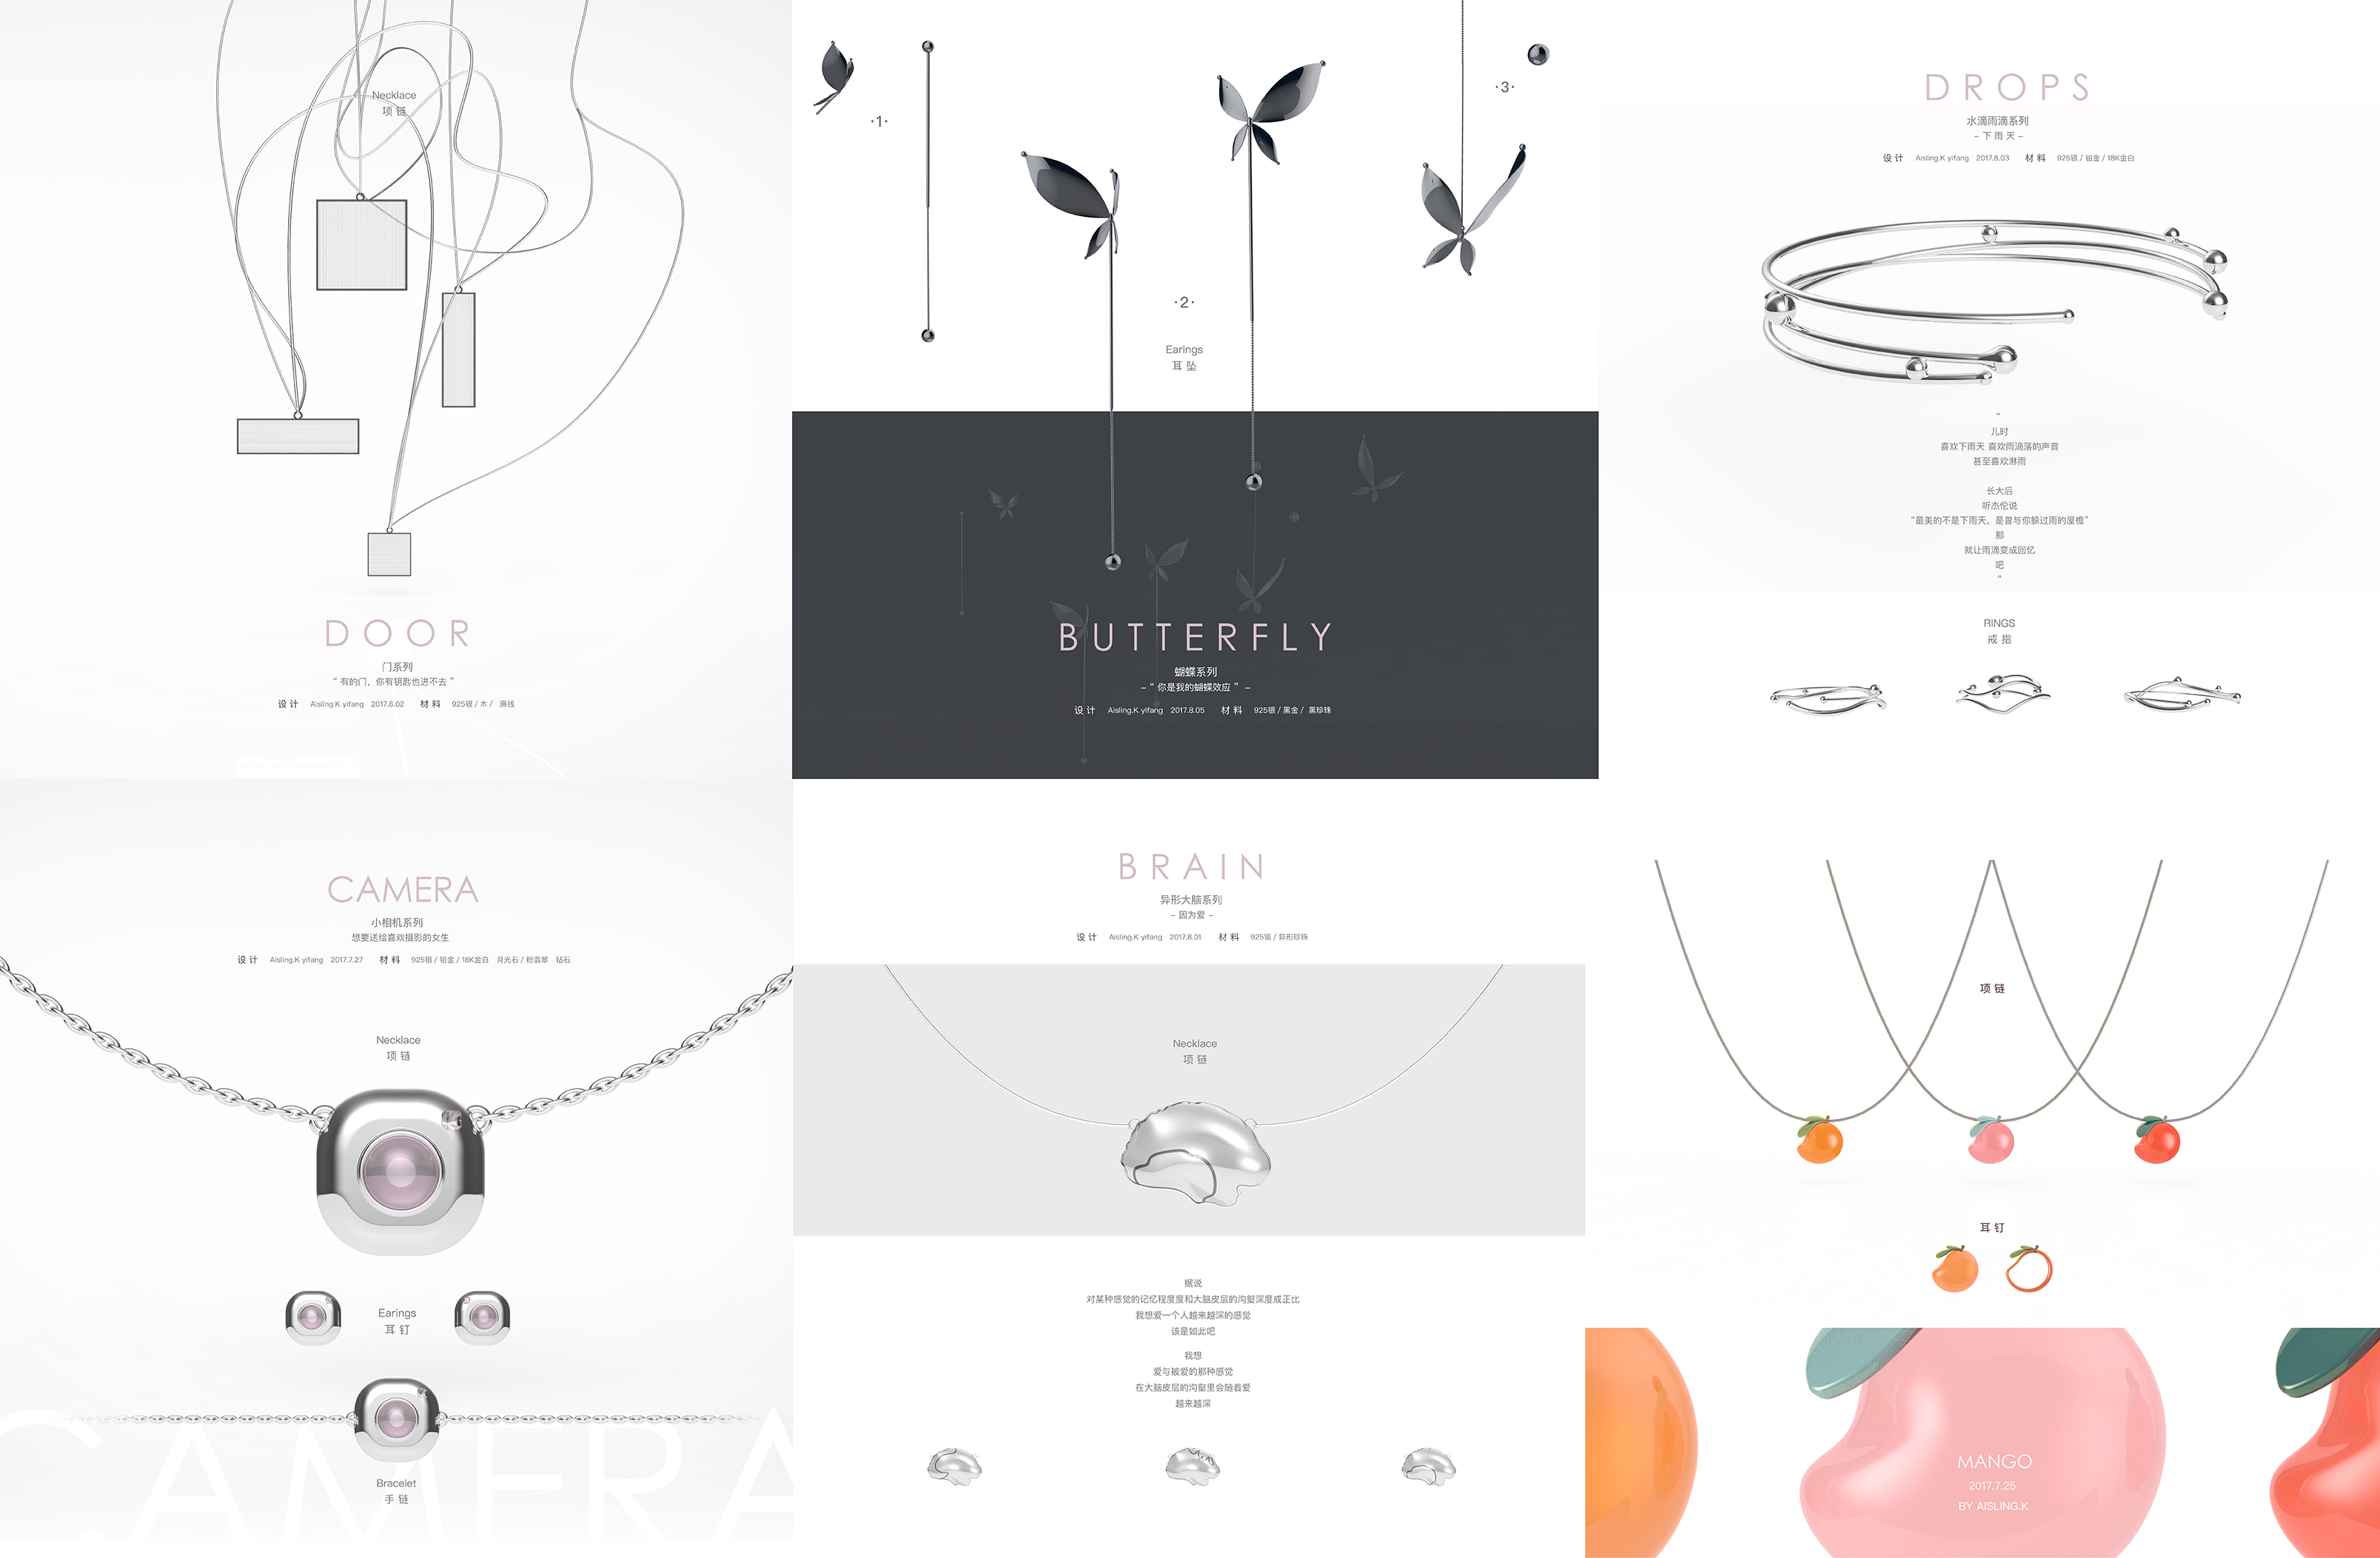 Necklace
项 链
DOOR
门系列
“ 有的门，你有钥匙也进不去 ”
设 计 Aisling.K yifang 2017.8.02 材 料 925银 / 木 / 麻线
·1·
·2·
·3·
Earings
耳 坠
BUTTERFLY
蝴蝶系列
– “ 你是我的蝴蝶效应 ” –
设 计 Aisling.K yifang 2017.8.05 材 料 925银 / 黑金 / 黑珍珠
DROPS
水滴雨滴系列
– 下 雨 天 –
设 计 Aisling.K yifang 2017.8.03 材 料 925银 / 铂金 / 18K金白
“
儿时
喜欢下雨天 喜欢雨滴落的声音
甚至喜欢淋雨
长大后
听杰伦说
“最美的不是下雨天，是曾与你躲过雨的屋檐”
那
就让雨滴变成回忆
吧
”
RINGS
戒 指
CAMERA
小相机系列
想要送给喜欢摄影的女生
设 计 Aisling.K yifang 2017.7.27 材 料 925银 / 铂金 / 18K金白 月光石 / 粉翡翠 钻石
Necklace
项 链
Earings
耳 钉
Bracelet
手 链
CAMERA
BRAIN
异形大脑系列
– 因为爱 –
设 计 Aisling.K yifang 2017.8.01 材 料 925银 / 异形珍珠
Necklace
项 链
据说
对某种感觉的记忆程度度和大脑皮层的沟壑深度成正比
我想爱一个人越来越深的感觉
该是如此吧
我想
爱与被爱的那种感觉
在大脑皮层的沟壑里会随着爱
越来越深
项 链
耳 钉
MANGO
2017.7.25
BY AISLING.K